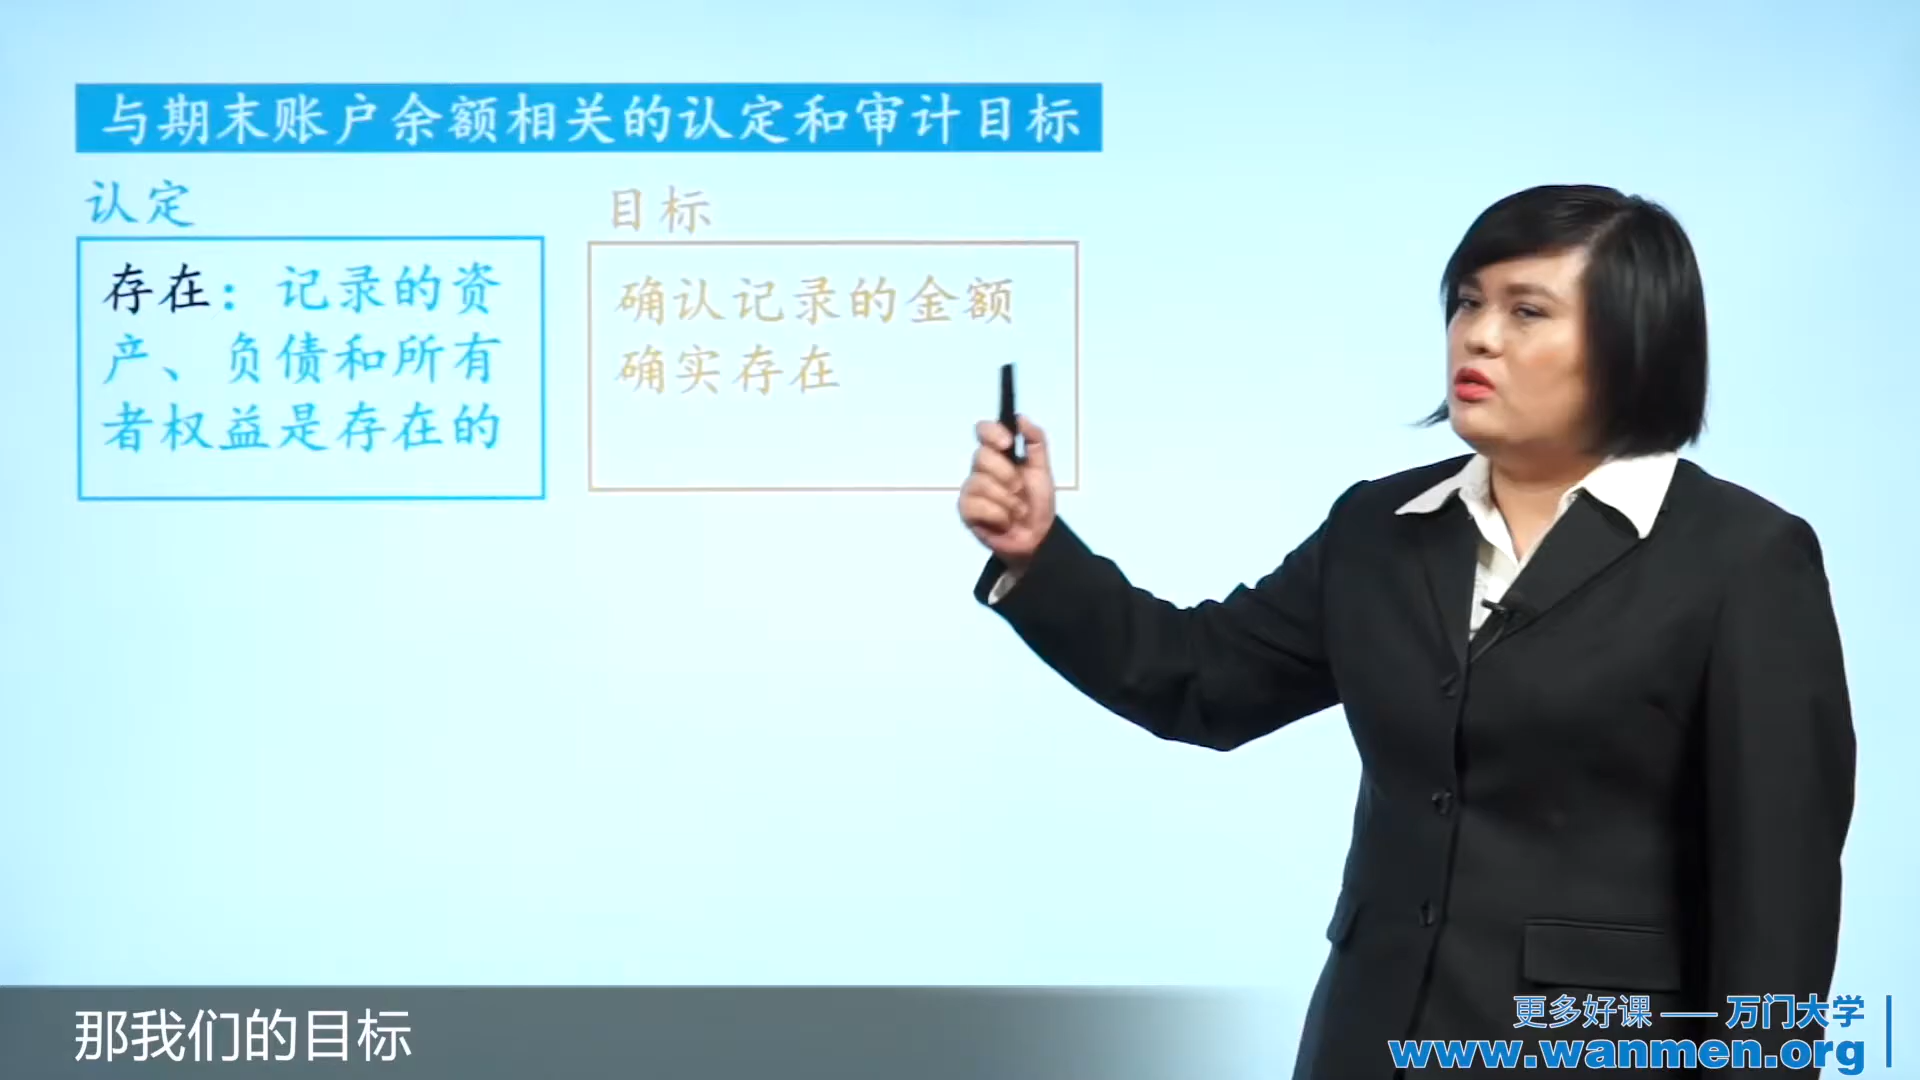 与期末账户余额相关的认定和审计目标
认定
存在：记录的资
产、负债和所有
者权益是存在的
目标
确认记录的金额
确实存在
那我们的目标
更多好课——万门大学
www.wanmen.org